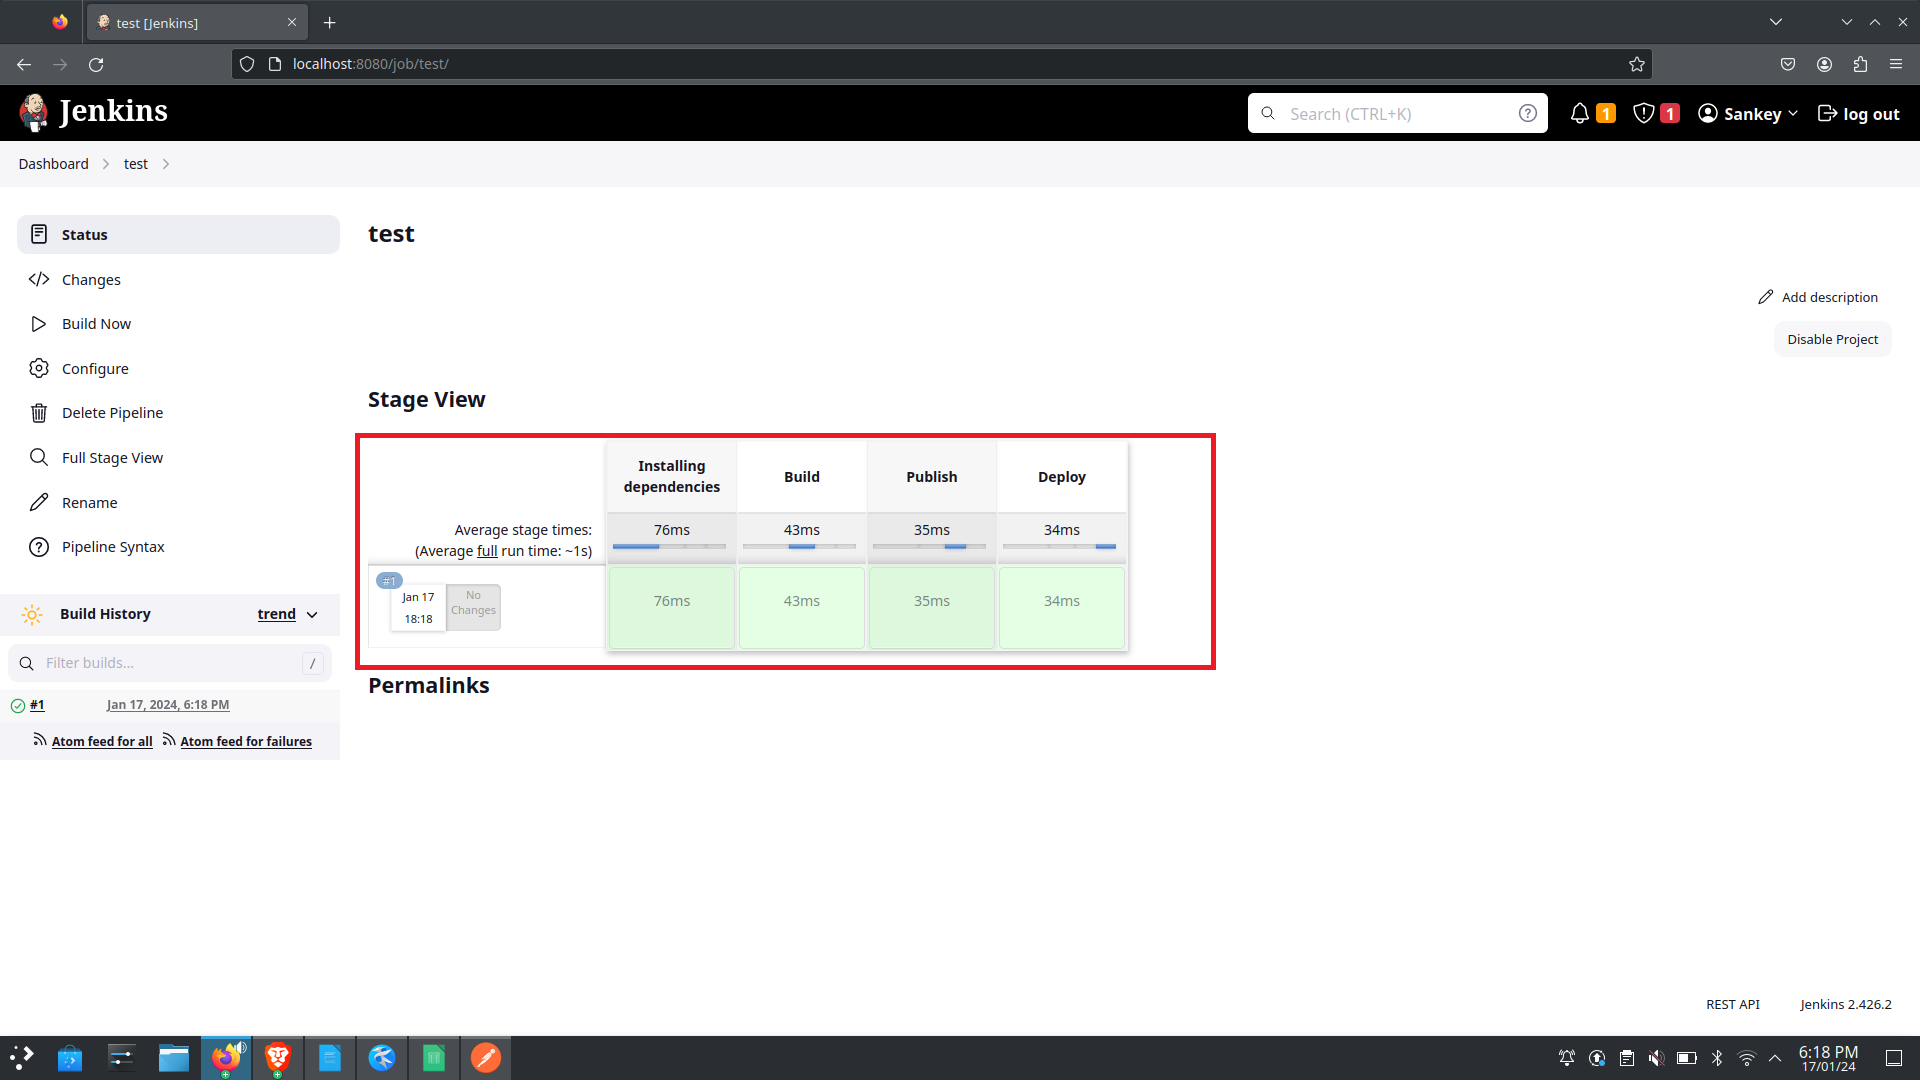 test [Jenkins]
localhost:8080/job/test/
Jenkins
Search (CTRL+K)
1
1
Sankey
log out
Dashboard
test
Status
Changes
Build Now
Configure
Delete Pipeline
Full Stage View
Rename
Pipeline Syntax
Build History
trend
Filter builds...
/
#1
Jan 17, 2024, 6:18 PM
Atom feed for all
Atom feed for failures
test
Add description
Disable Project
Stage View
Installing
dependencies
Build
Publish
Deploy
Average stage times:
(Average full run time: ~1s)
76ms
43ms
35ms
34ms
#1
Jan 17
18:18
No
Changes
76ms
43ms
35ms
34ms
Permalinks
REST API
Jenkins 2.426.2
6:18 PM
17/01/24